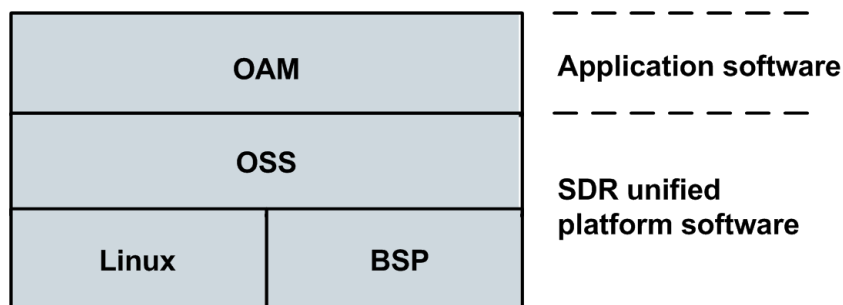 OAM
Application software
OSS
SDR unified
platform software
Linux
BSP